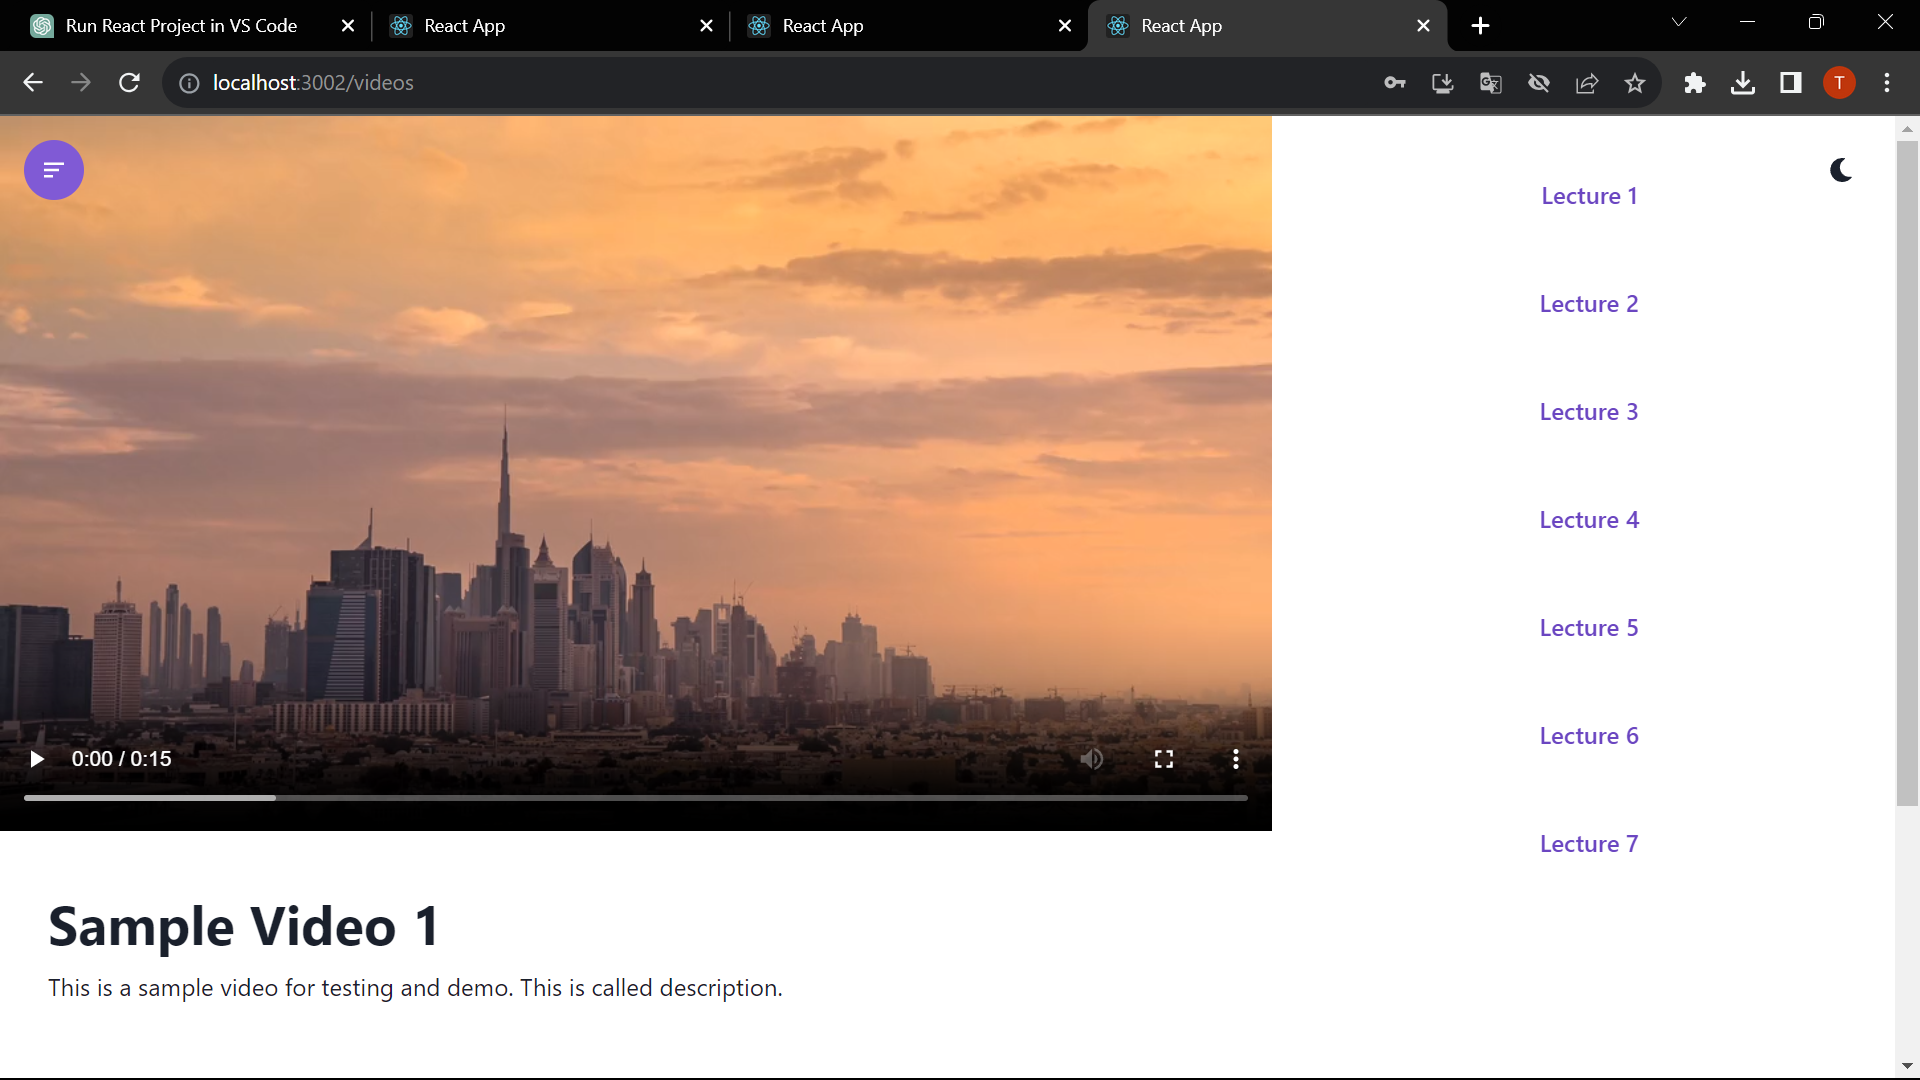 Run React Project in VS Code
React App
React App
React App
localhost:3002/videos
T
Lecture 1
Lecture 2
Lecture 3
Lecture 4
Lecture 5
Lecture 6
0:00 / 0:15
Lecture 7
Sample Video 1
This is a sample video for testing and demo. This is called description.